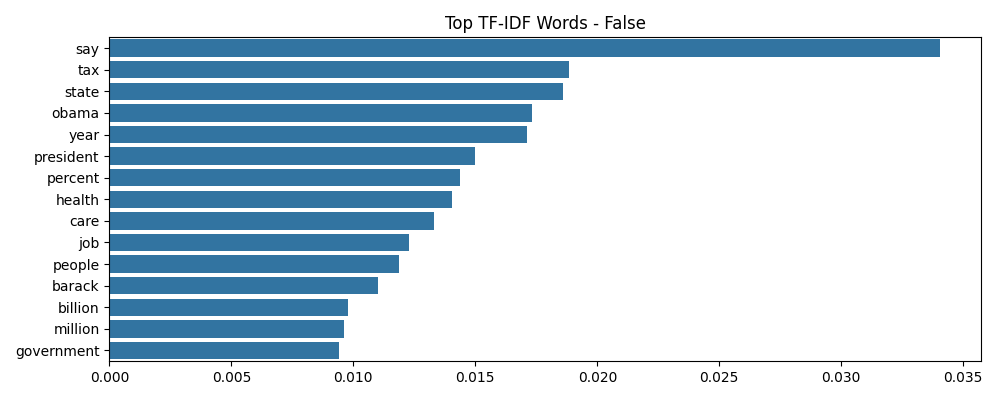 Top TF-IDF Words - False
say
tax
state
obama
year
president
percent
health
care
job
people
barack
billion
million
government
0.000 0.005 0.010 0.015 0.020 0.025 0.030 0.035